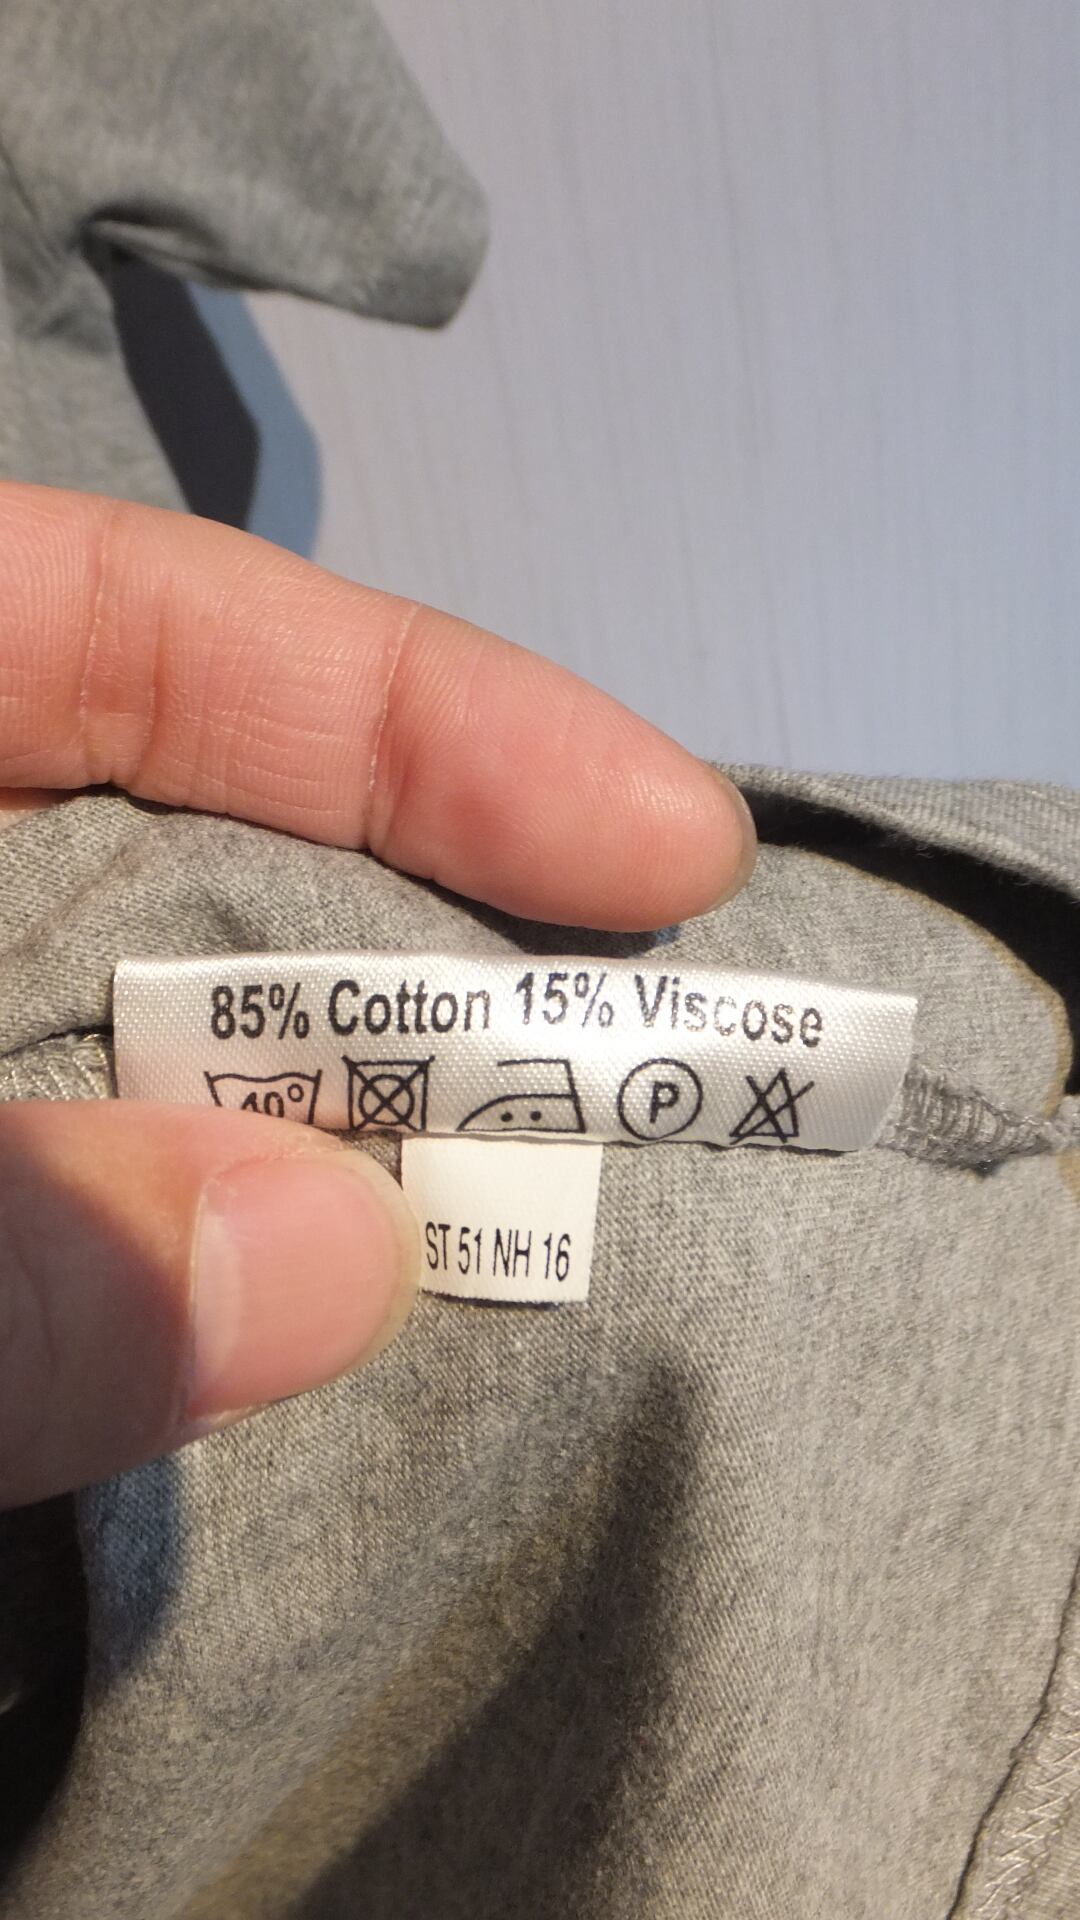 85% Cotton 15% Viscose
40°
P
ST 51 NH 16